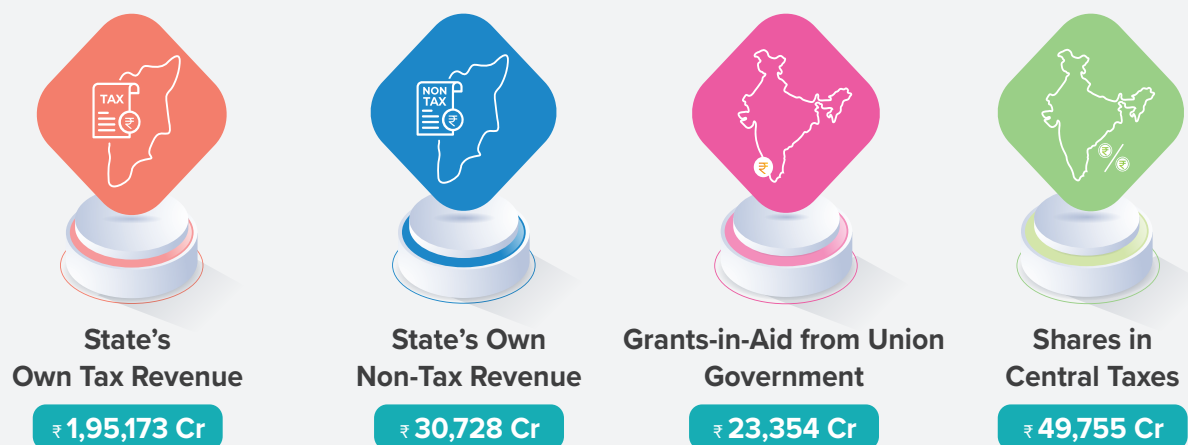 TAX
₹
NON
TAX
₹
₹
₹
₹
State’s
Own Tax Revenue
₹ 1,95,173 Cr
State’s Own
Non-Tax Revenue
₹ 30,728 Cr
Grants-in-Aid from Union
Government
₹ 23,354 Cr
Shares in
Central Taxes
₹ 49,755 Cr